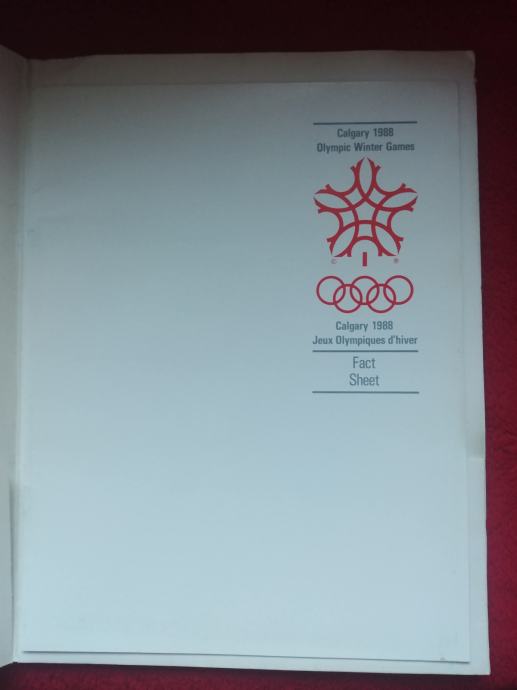 Calgary 1988
Olympic Winter Games
© ®
Calgary 1988
Jeux Olympiques d'hiver
Fact
Sheet